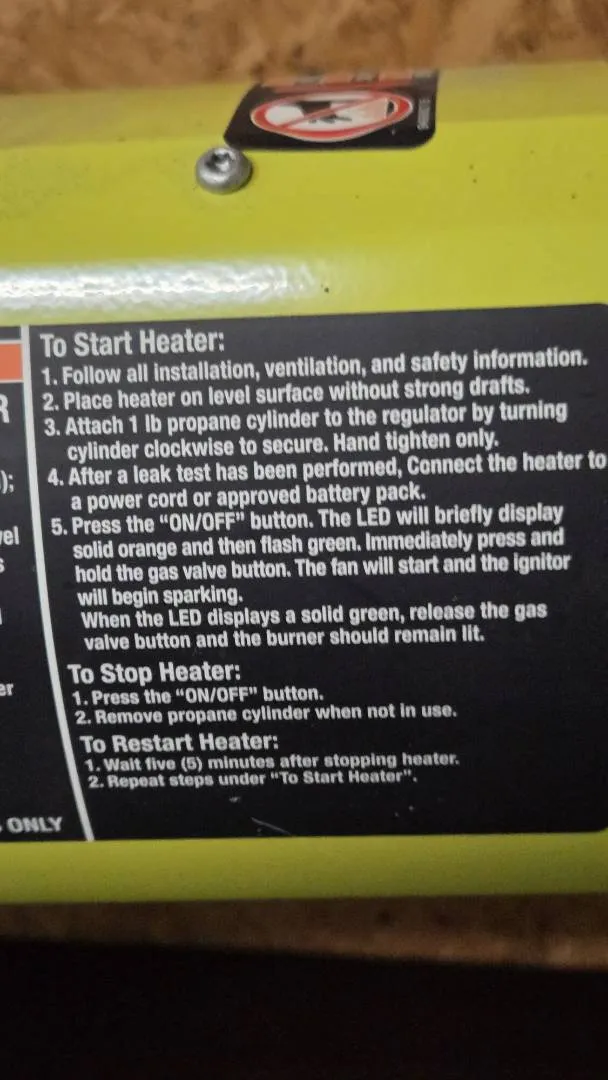 To Start Heater:
1. Follow all installation, ventilation, and safety information.
2. Place heater on level surface without strong drafts.
3. Attach 1 lb propane cylinder to the regulator by turning
cylinder clockwise to secure. Hand tighten only.
4. After a leak test has been performed, Connect the heater to
a power cord or approved battery pack.
5. Press the “ON/OFF” button. The LED will briefly display
solid orange and then flash green. Immediately press and
hold the gas valve button. The fan will start and the ignitor
will begin sparking.
When the LED displays a solid green, release the gas
valve button and the burner should remain lit.
To Stop Heater:
1. Press the “ON/OFF” button.
2. Remove propane cylinder when not in use.
To Restart Heater:
1. Wait five (5) minutes after stopping heater.
2. Repeat steps under “To Start Heater”.
R
);
vel
s
er
ONLY